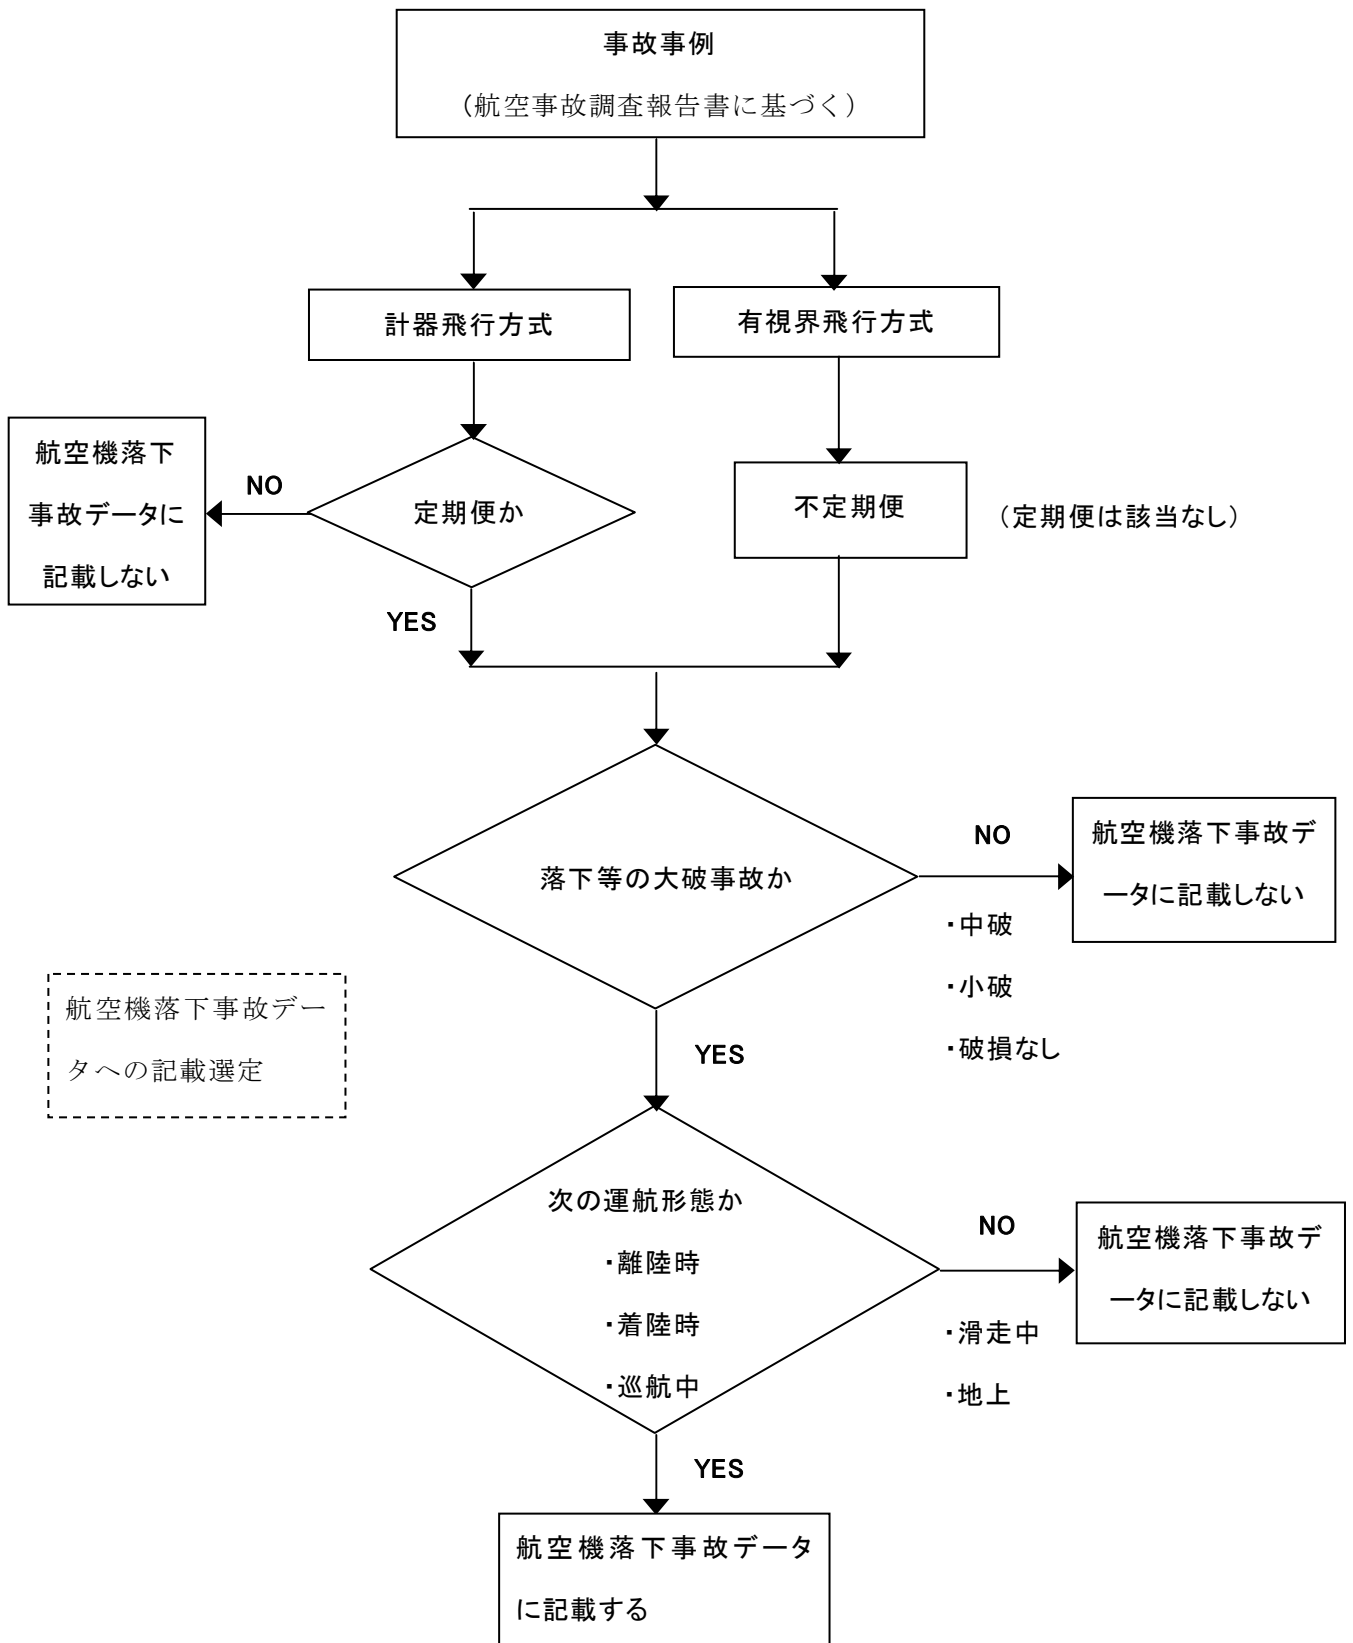 事故事例
（航空事故調査報告書に基づく）
計器飛行方式
有視界飛行方式
航空機落下
事故データに
記載しない
NO
定期便か
不定期便
（定期便は該当なし）
YES
落下等の大破事故か
NO
航空機落下事故デ
ータに記載しない
・中破
・小破
・破損なし
航空機落下事故デー
タへの記載選定
YES
次の運航形態か
・離陸時
・着陸時
・巡航中
NO
航空機落下事故デ
ータに記載しない
・滑走中
・地上
YES
航空機落下事故データ
に記載する